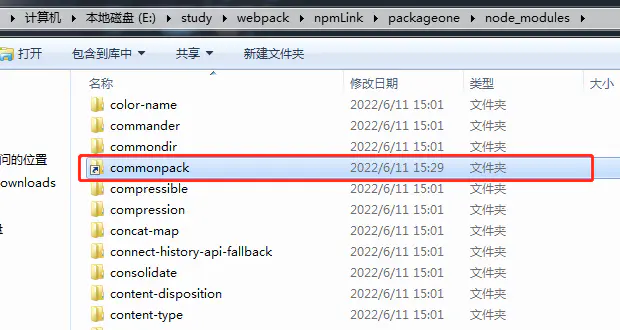 计算机 ▸ 本地磁盘 (E:) ▸ study ▸ webpack ▸ npmLink ▸ packageone ▸ node_modules ▸
打开 包含到库中 共享 新建文件夹
名称 修改日期 类型 大小
color-name 2022/6/11 15:01 文件夹
commander 2022/6/11 15:01 文件夹
commondir 2022/6/11 15:01 文件夹
问的位置
commonpack 2022/6/11 15:29 文件夹
ownloads
compressible 2022/6/11 15:01 文件夹
compression 2022/6/11 15:01 文件夹
concat-map 2022/6/11 15:01 文件夹
connect-history-api-fallback 2022/6/11 15:01 文件夹
consolidate 2022/6/11 15:01 文件夹
content-disposition 2022/6/11 15:01 文件夹
content-type 2022/6/11 15:01 文件夹